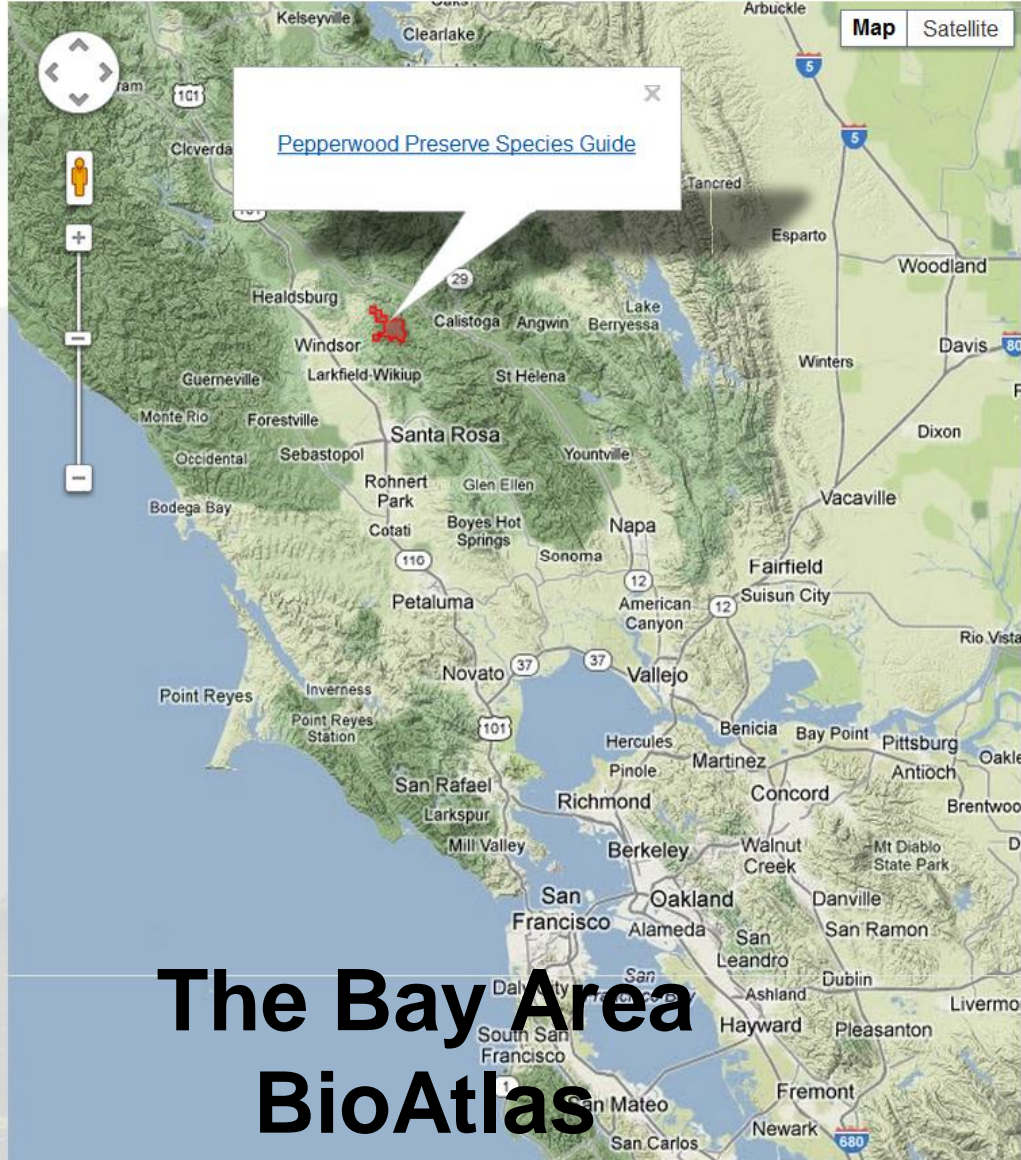 Kelseyville
Clearlake
Arbuckle
Map
Satellite
101
5
5
Pepperwood Preserve Species Guide
Cloverda
Tancred
Esparto
Woodland
29
Healdsburg
Calistoga
Angwin
Lake
Berryessa
Windsor
Davis
80
Winters
Guerneville
Larkfield-Wikiup
St Helena
Monte Rio
Forestville
Santa Rosa
Dixon
Occidental
Sebastopol
Yountville
Rohnert
Park
Glen Ellen
Vacaville
Bodega Bay
Cotati
Boyes Hot
Springs
Napa
Sonoma
116
12
Fairfield
Petaluma
American
Canyon
12
Suisun City
Rio Vista
Novato
37
37
Vallejo
Point Reyes
Inverness
Point Reyes
Station
101
Benicia
Bay Point
Pittsburg
Hercules
Martinez
Oakle
Pinole
Antioch
San Rafael
Richmond
Concord
Brentwoo
Larkspur
Mill Valley
Berkeley
Walnut
Creek
Mt Diablo
State Park
D
San
Francisco
Oakland
Danville
Alameda
San
Leandro
San Ramon
San
Ashland
Dublin
Livermo
The Bay Area
BioAtlas
South San
Francisco
Hayward
Pleasanton
1
San Mateo
Fremont
San Carlos
Newark
680